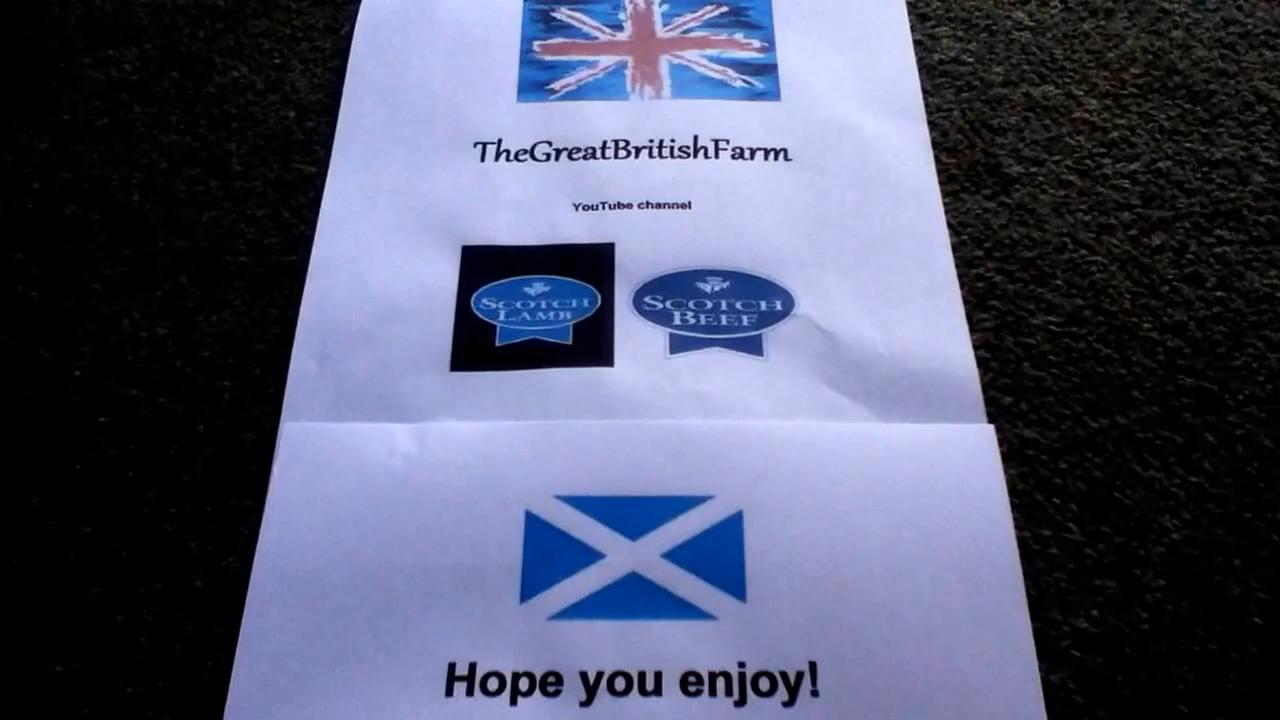 TheGreatBritishFarm
YouTube channel
SCOTCH
LAMB
SCOTCH
BEEF
Hope you enjoy!